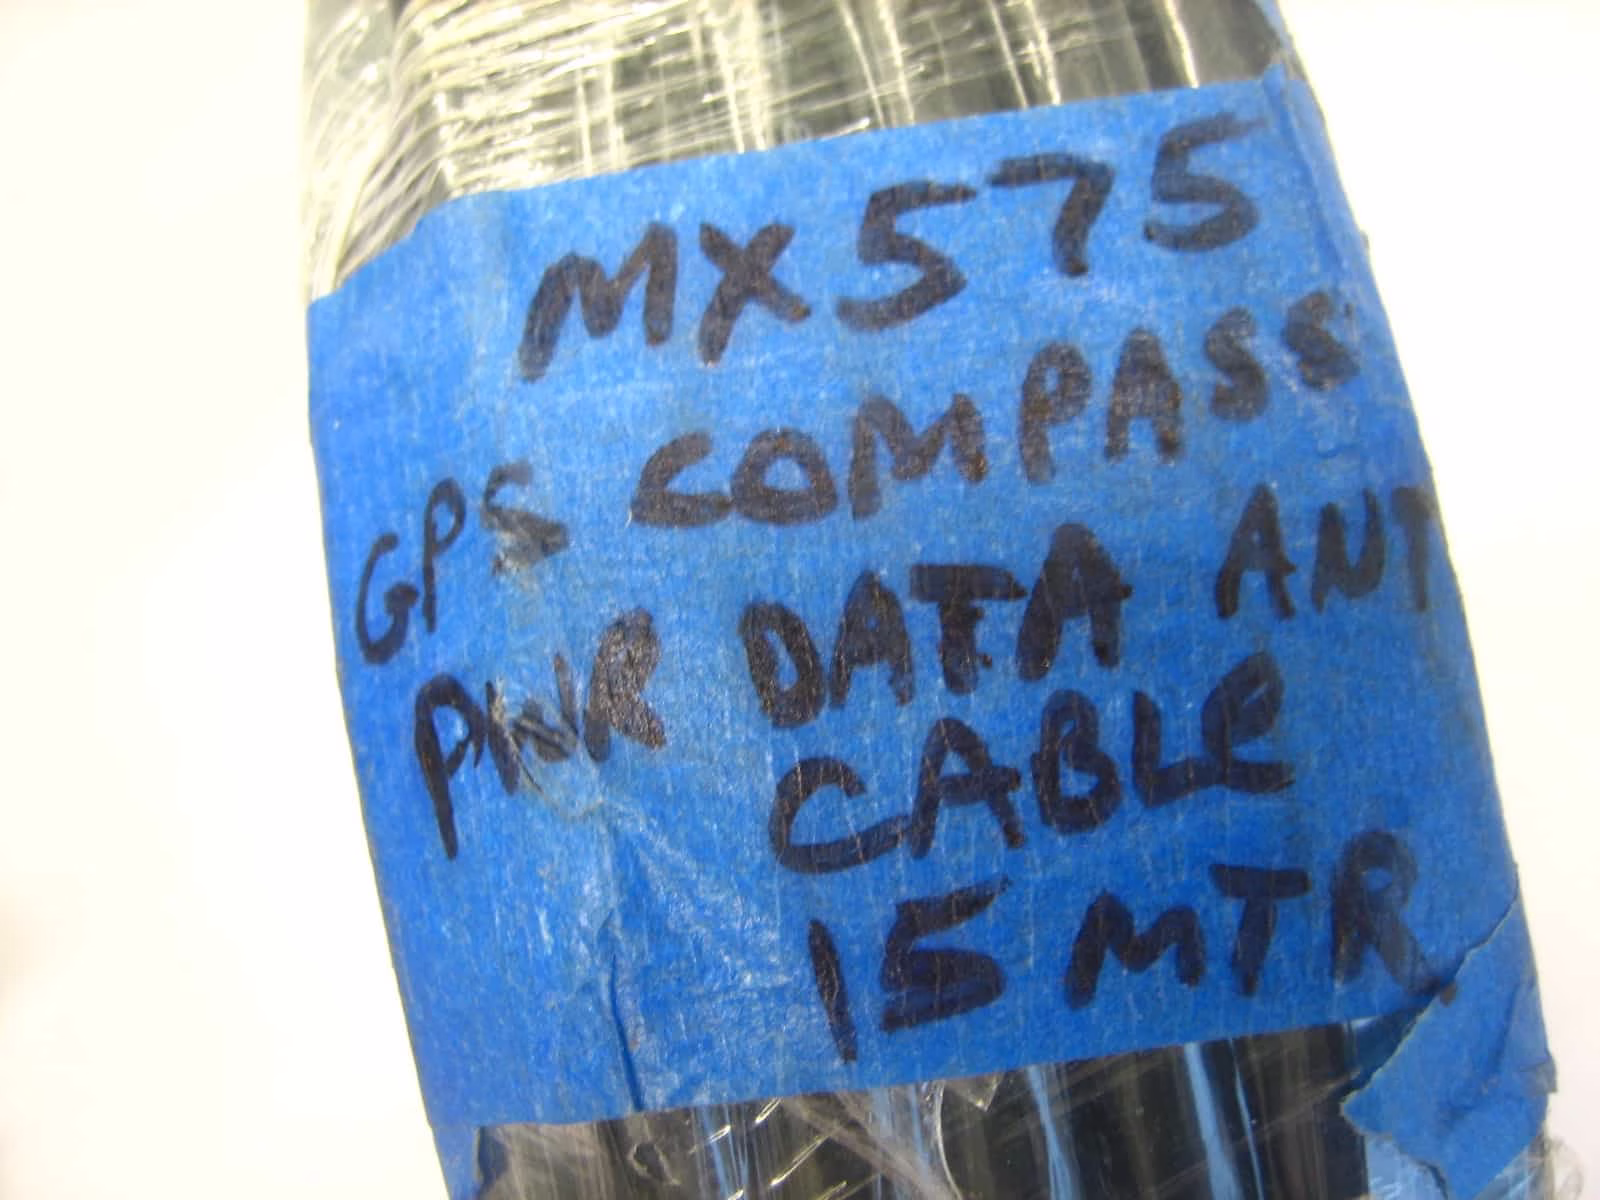 MX575
GPS COMPASS
PWR DATA ANT
CABLE
15 MTR